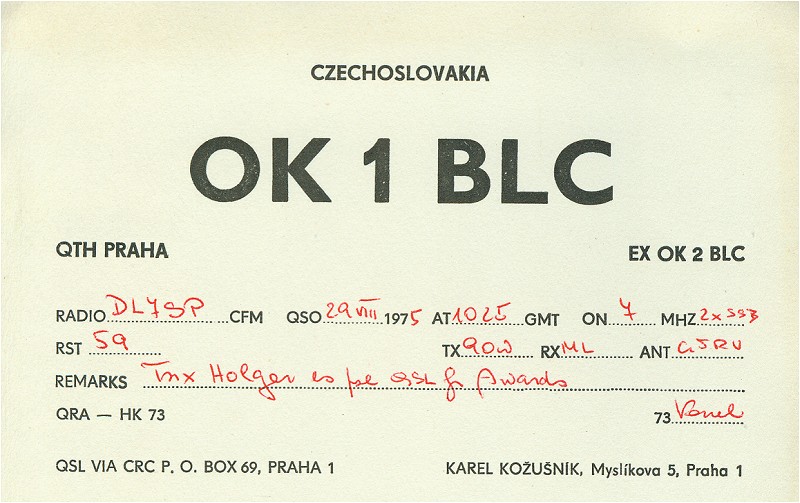 CZECHOSLOVAKIA
OK 1 BLC
QTH PRAHA EX OK 2 BLC
RADIO DL7SP CFM QSO 29 VIII 1975 AT 1025 GMT ON 7 MHZ 2x SSB
RST 59 TX 90W RX ML ANT G5RV
REMARKS Tnx Holger es pse QSL fr Awards
QRA — HK 73 73 Karel
QSL VIA CRC P. O. BOX 69, PRAHA 1 KAREL KOŽUŠNÍK, Myslíkova 5, Praha 1